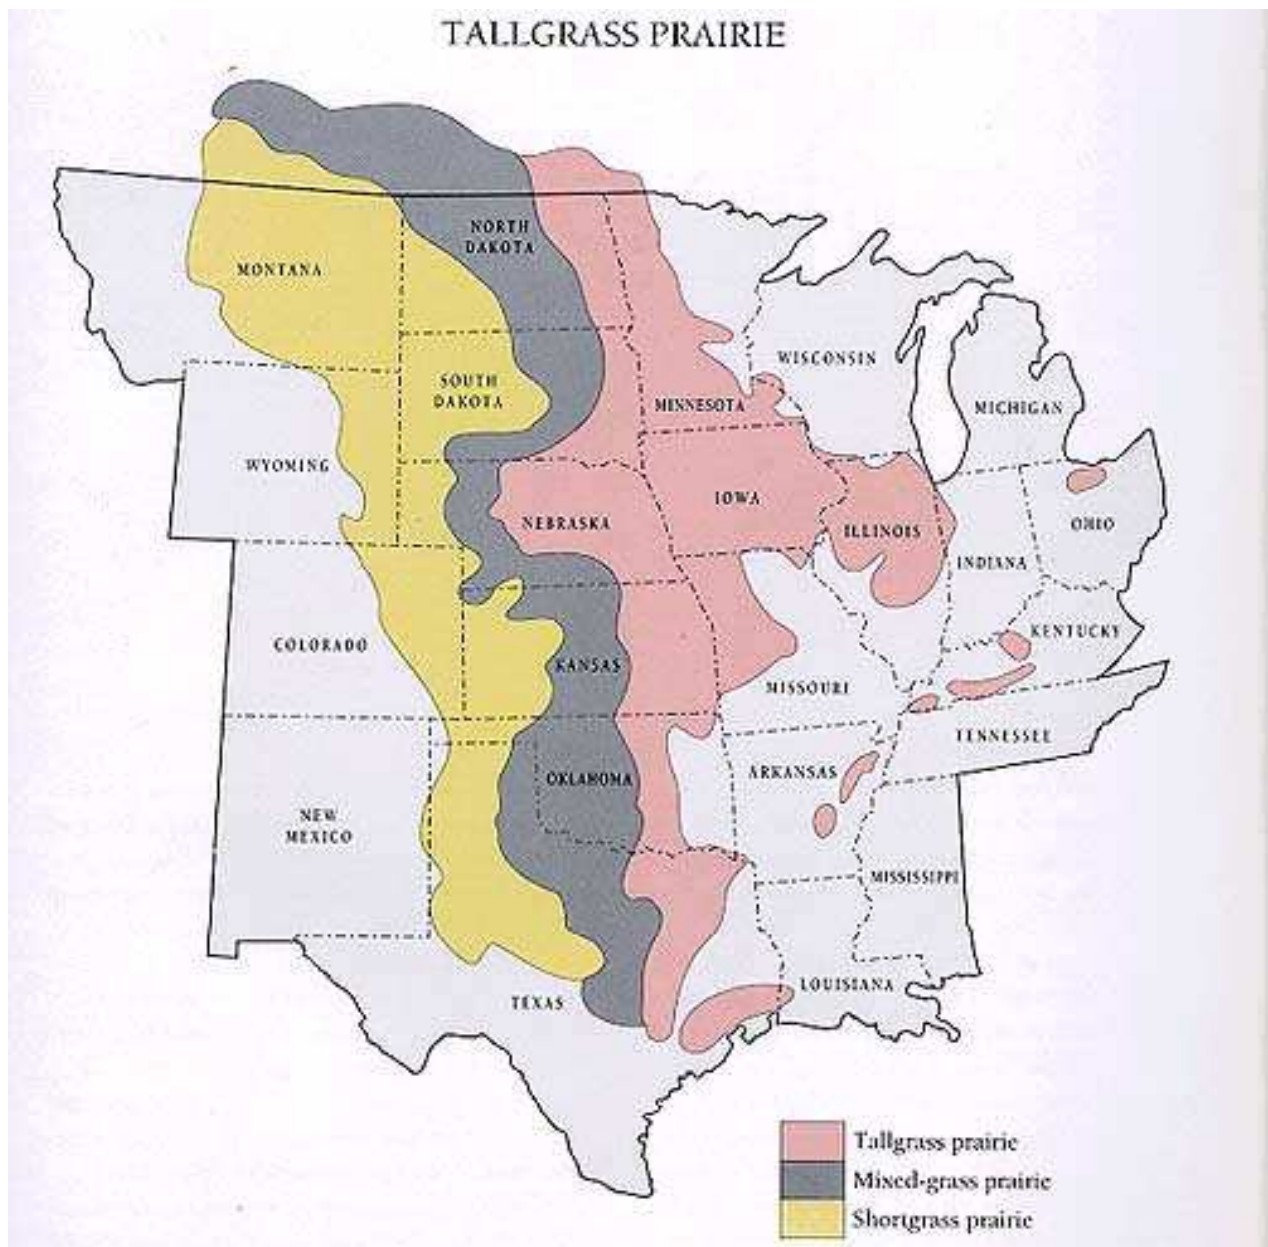 TALLGRASS PRAIRIE
NORTH
DAKOTA
MONTANA
WISCONSIN
SOUTH
DAKOTA
MINNESOTA
MICHIGAN
WYOMING
IOWA
NEBRASKA
ILLINOIS
OHIO
INDIANA
COLORADO
KANSAS
KENTUCKY
MISSOURI
TENNESSEE
OKLAHOMA
ARKANSAS
NEW
MEXICO
MISSISSIPPI
LOUISIANA
TEXAS
Tallgrass prairie
Mixed-grass prairie
Shortgrass prairie